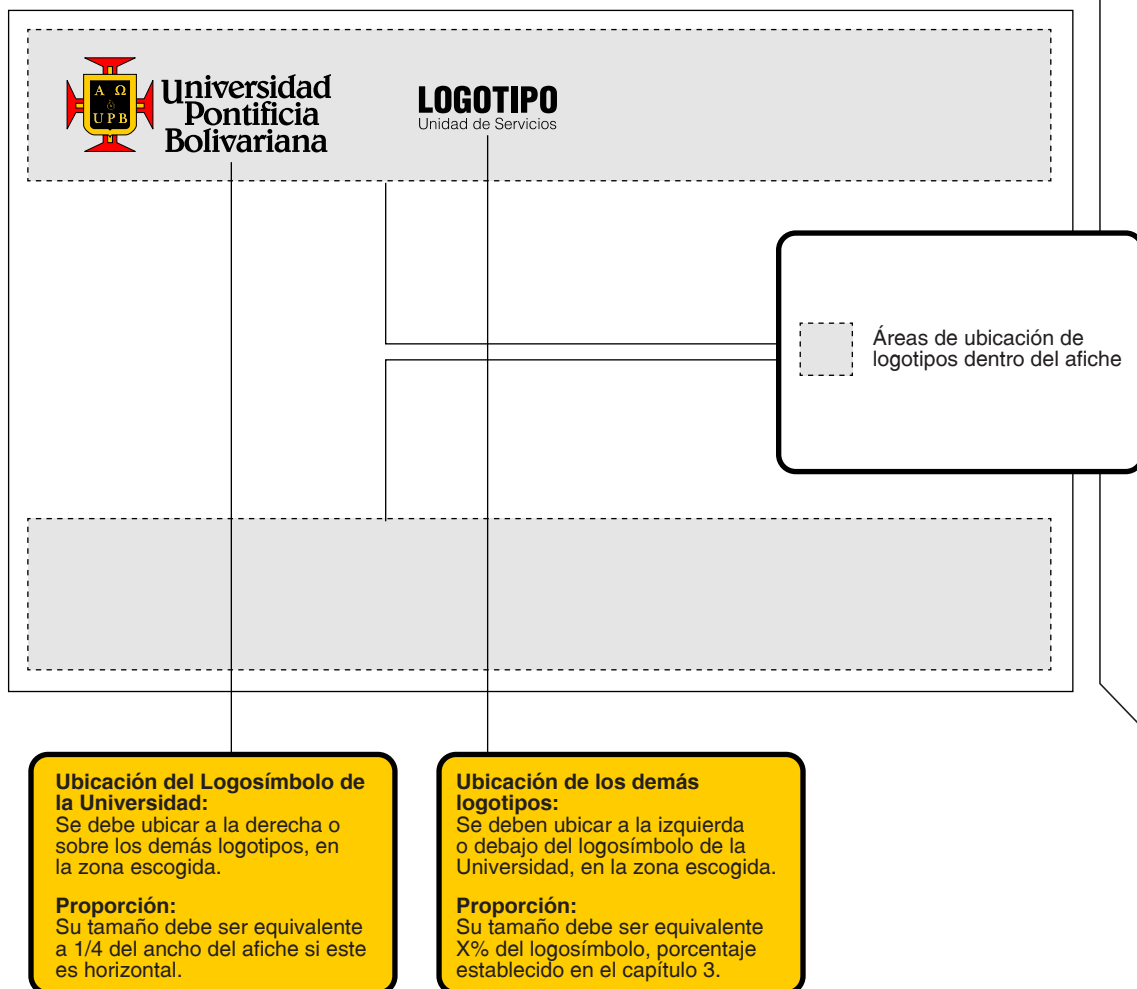 Α Ω
UPB
Universidad
Pontificia
Bolivariana
LOGOTIPO
Unidad de Servicios
Áreas de ubicación de
logotipos dentro del afiche
Ubicación del Logosímbolo de
la Universidad:
Se debe ubicar a la derecha o
sobre los demás logotipos, en
la zona escogida.
Proporción:
Su tamaño debe ser equivalente
a 1/4 del ancho del afiche si este
es horizontal.
Ubicación de los demás
logotipos:
Se deben ubicar a la izquierda
o debajo del logosímbolo de la
Universidad, en la zona escogida.
Proporción:
Su tamaño debe ser equivalente
X% del logosímbolo, porcentaje
establecido en el capítulo 3.